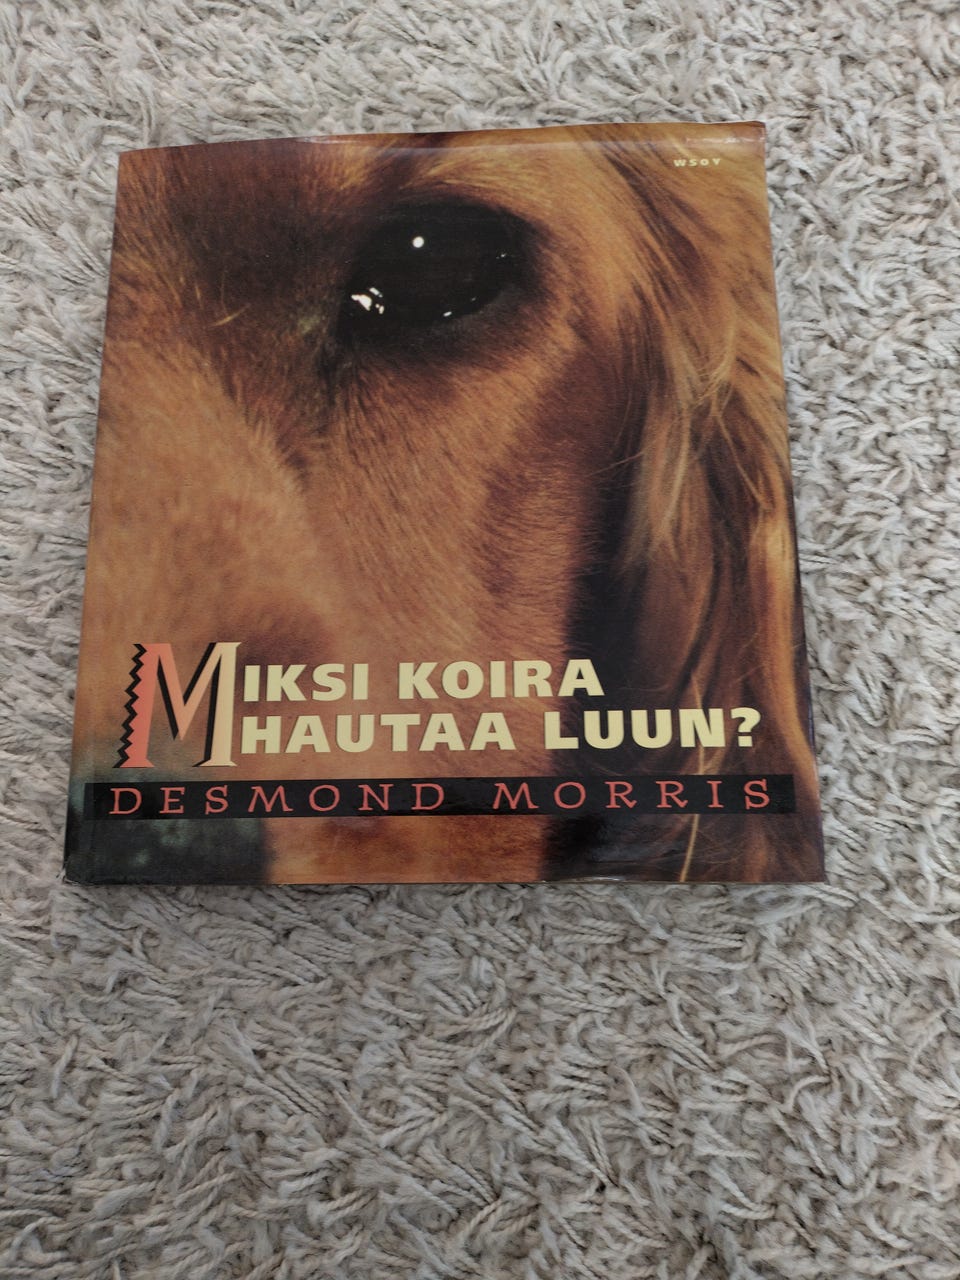 WSOY
MIKSI KOIRA
HAUTAA LUUN?
DESMOND MORRIS